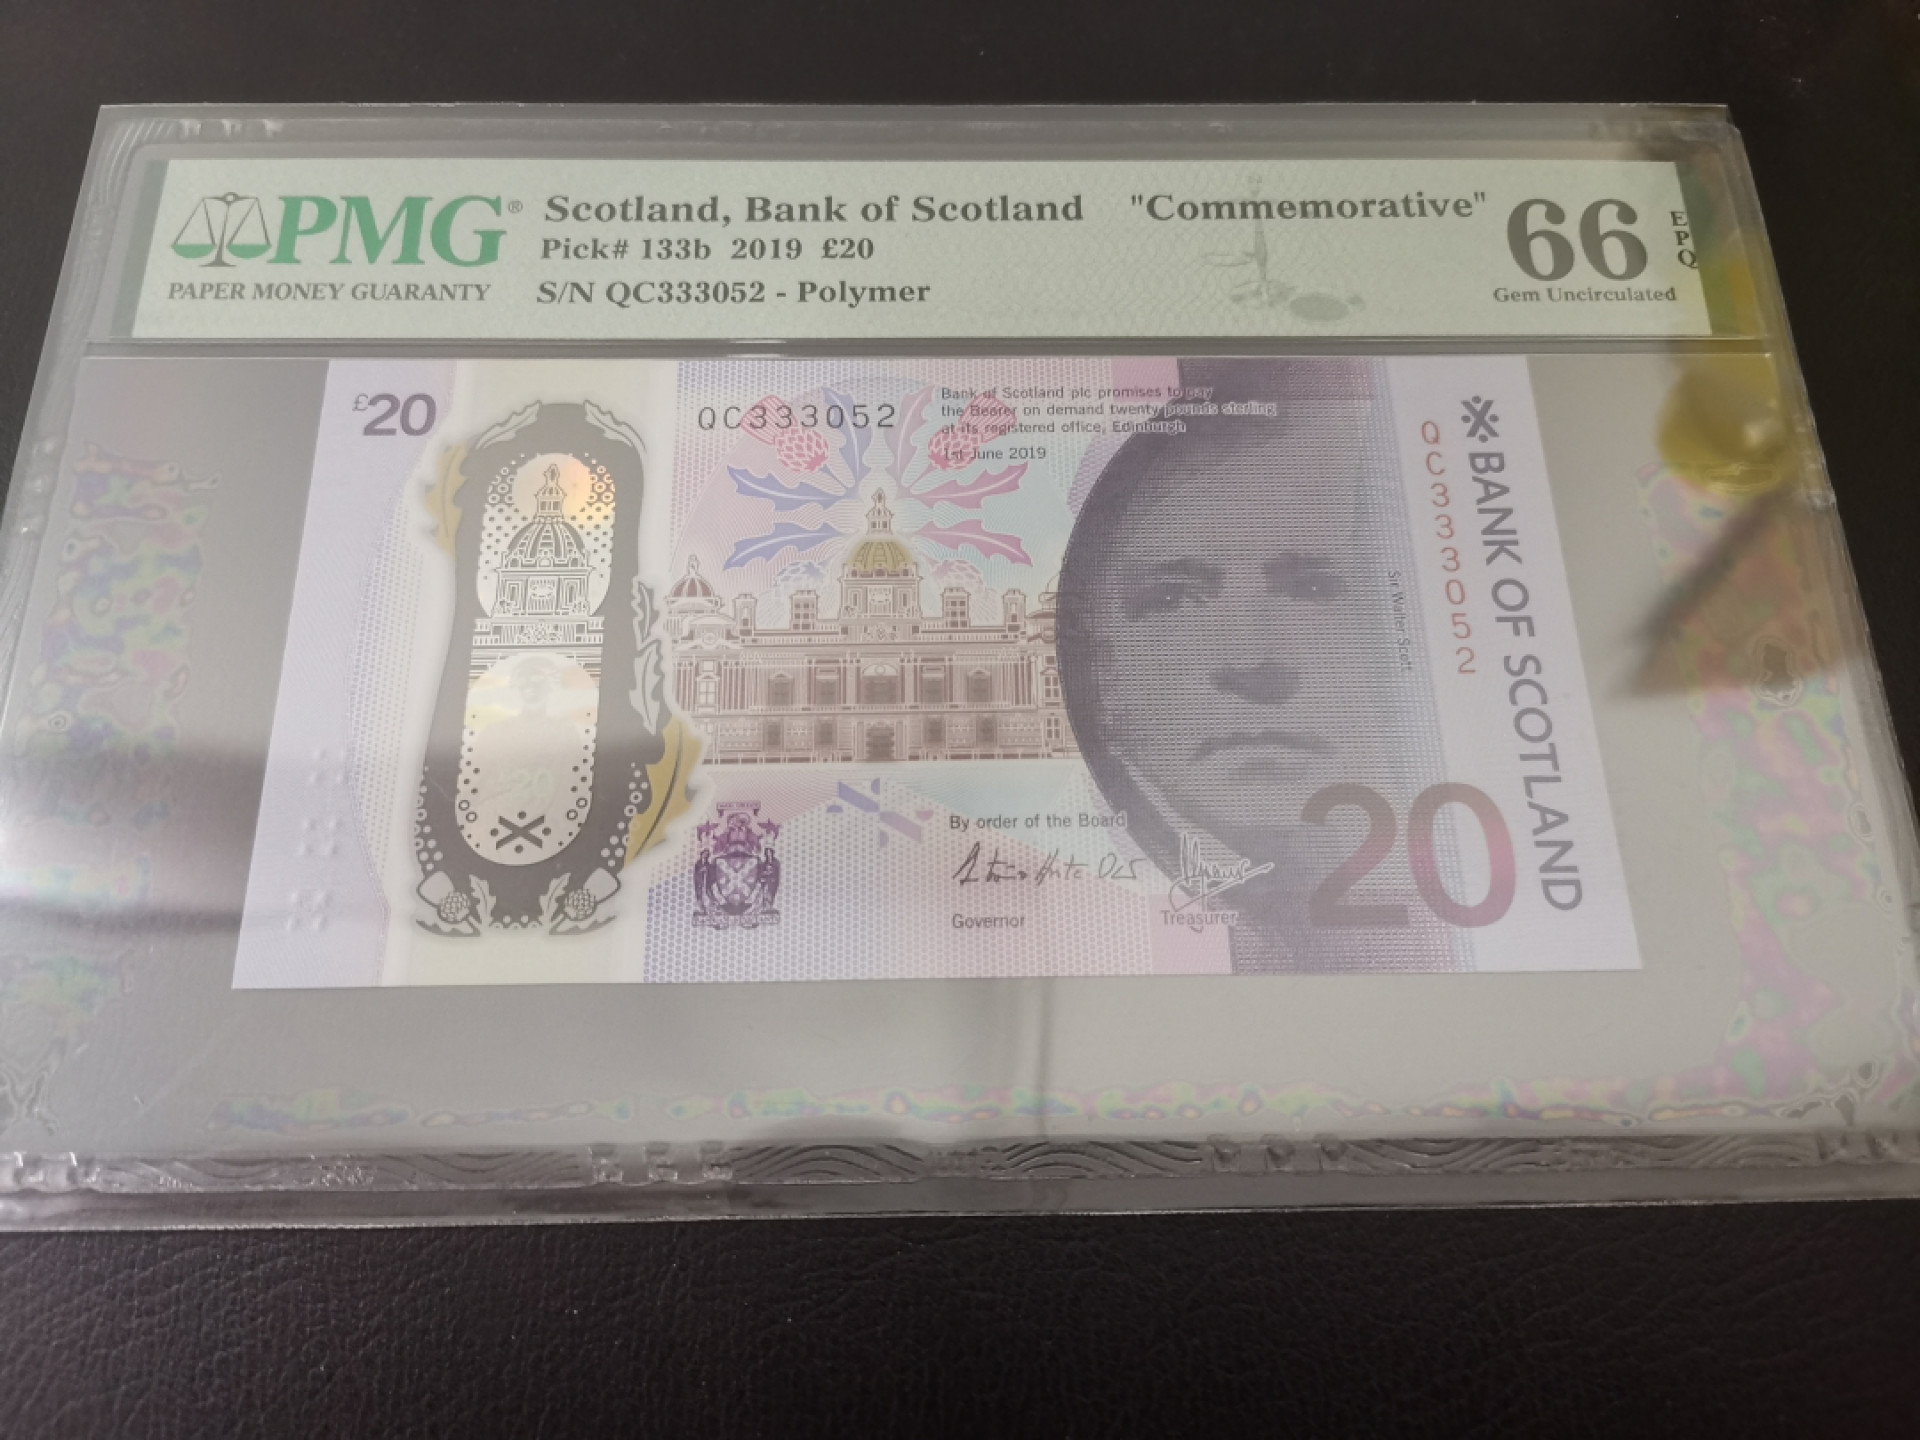 PMG®
PAPER MONEY GUARANTY
Scotland, Bank of Scotland "Commemorative"
Pick# 133b 2019 £20
S/N QC333052 - Polymer
66 EPQ
Gem Uncirculated
£20
QC333052
Bank of Scotland plc promises to pay
the Bearer on demand twenty pounds sterling
at its registered office, Edinburgh
1st June 2019
BANK OF SCOTLAND
QC333052
Sir Walter Scott
By order of the Board
Governor
Treasurer
20